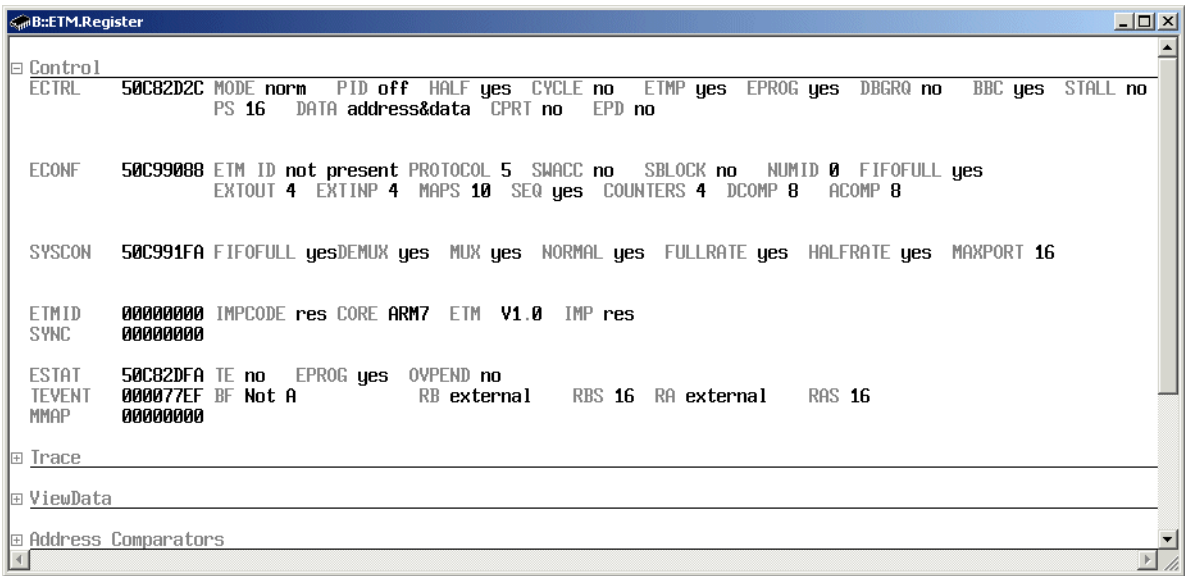 B::ETM.Register
Control
ECTRL 50C82D2C MODE norm PID off HALF yes CYCLE no ETMP yes EPROG yes DBGRQ no BBC yes STALL no
PS 16 DATA address&data CPRT no EPD no
ECONF 50C99088 ETM ID not present PROTOCOL 5 SWACC no SBLOCK no NUMID 0 FIFOFULL yes
EXTOUT 4 EXTINP 4 MAPS 10 SEQ yes COUNTERS 4 DCOMP 8 ACOMP 8
SYSCON 50C991FA FIFOFULL yesDEMUX yes MUX yes NORMAL yes FULLRATE yes HALFRATE yes MAXPORT 16
ETMID 00000000 IMPCODE res CORE ARM7 ETM V1.0 IMP res
SYNC 00000000
ESTAT 50C82DFA TE no EPROG yes OVPEND no
TEVENT 000077EF BF Not A RB external RBS 16 RA external RAS 16
MMAP 00000000
Trace
ViewData
Address Comparators